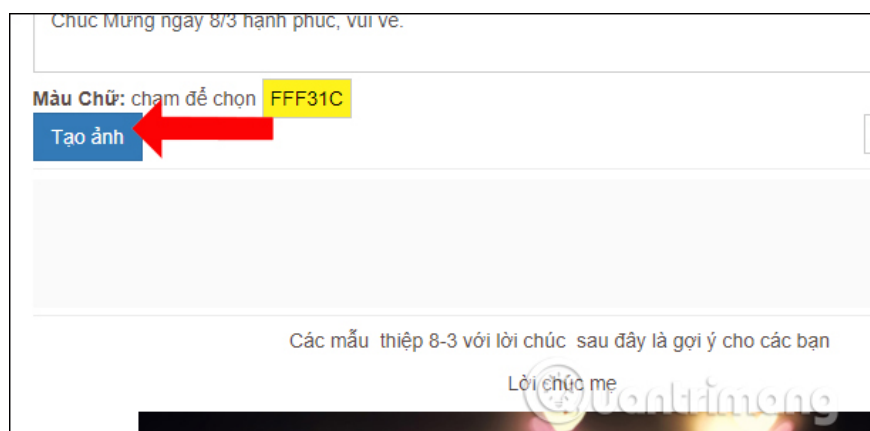 Chúc Mừng ngày 8/3 hạnh phúc, vui vẻ.
Màu Chữ: chạm để chọn FFF31C
Tạo ảnh
Các mẫu thiệp 8-3 với lời chúc sau đây là gợi ý cho các bạn
Lời chúc mẹ
Quantrimang